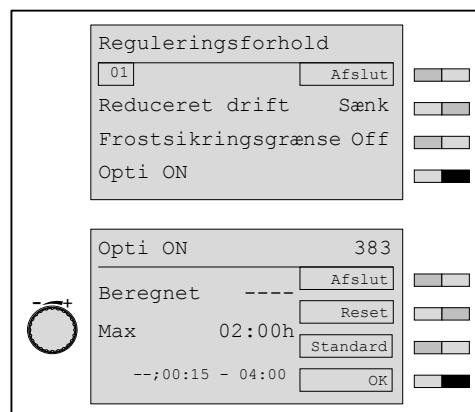 Reguleringsforhold
01 Afslut
Reduceret drift Sænk
Frostsikringsgrænse Off
Opti ON
Opti ON 383
Afslut
Beregnet ----
Reset
Max 02:00h
Standard
--;00:15 - 04:00 OK
- +